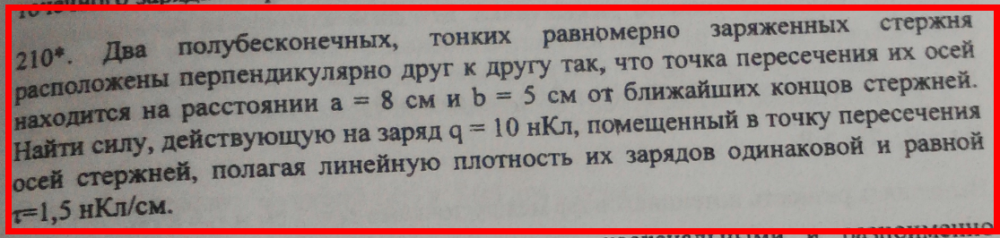 210*. Два полубесконечных, тонких равномерно заряженных стержня
расположены перпендикулярно друг к другу так, что точка пересечения их осей
находится на расстоянии a = 8 см и b = 5 см от ближайших концов стержней.
Найти силу, действующую на заряд q = 10 нКл, помещенный в точку пересечения
осей стержней, полагая линейную плотность их зарядов одинаковой и равной
τ=1,5 нКл/см.